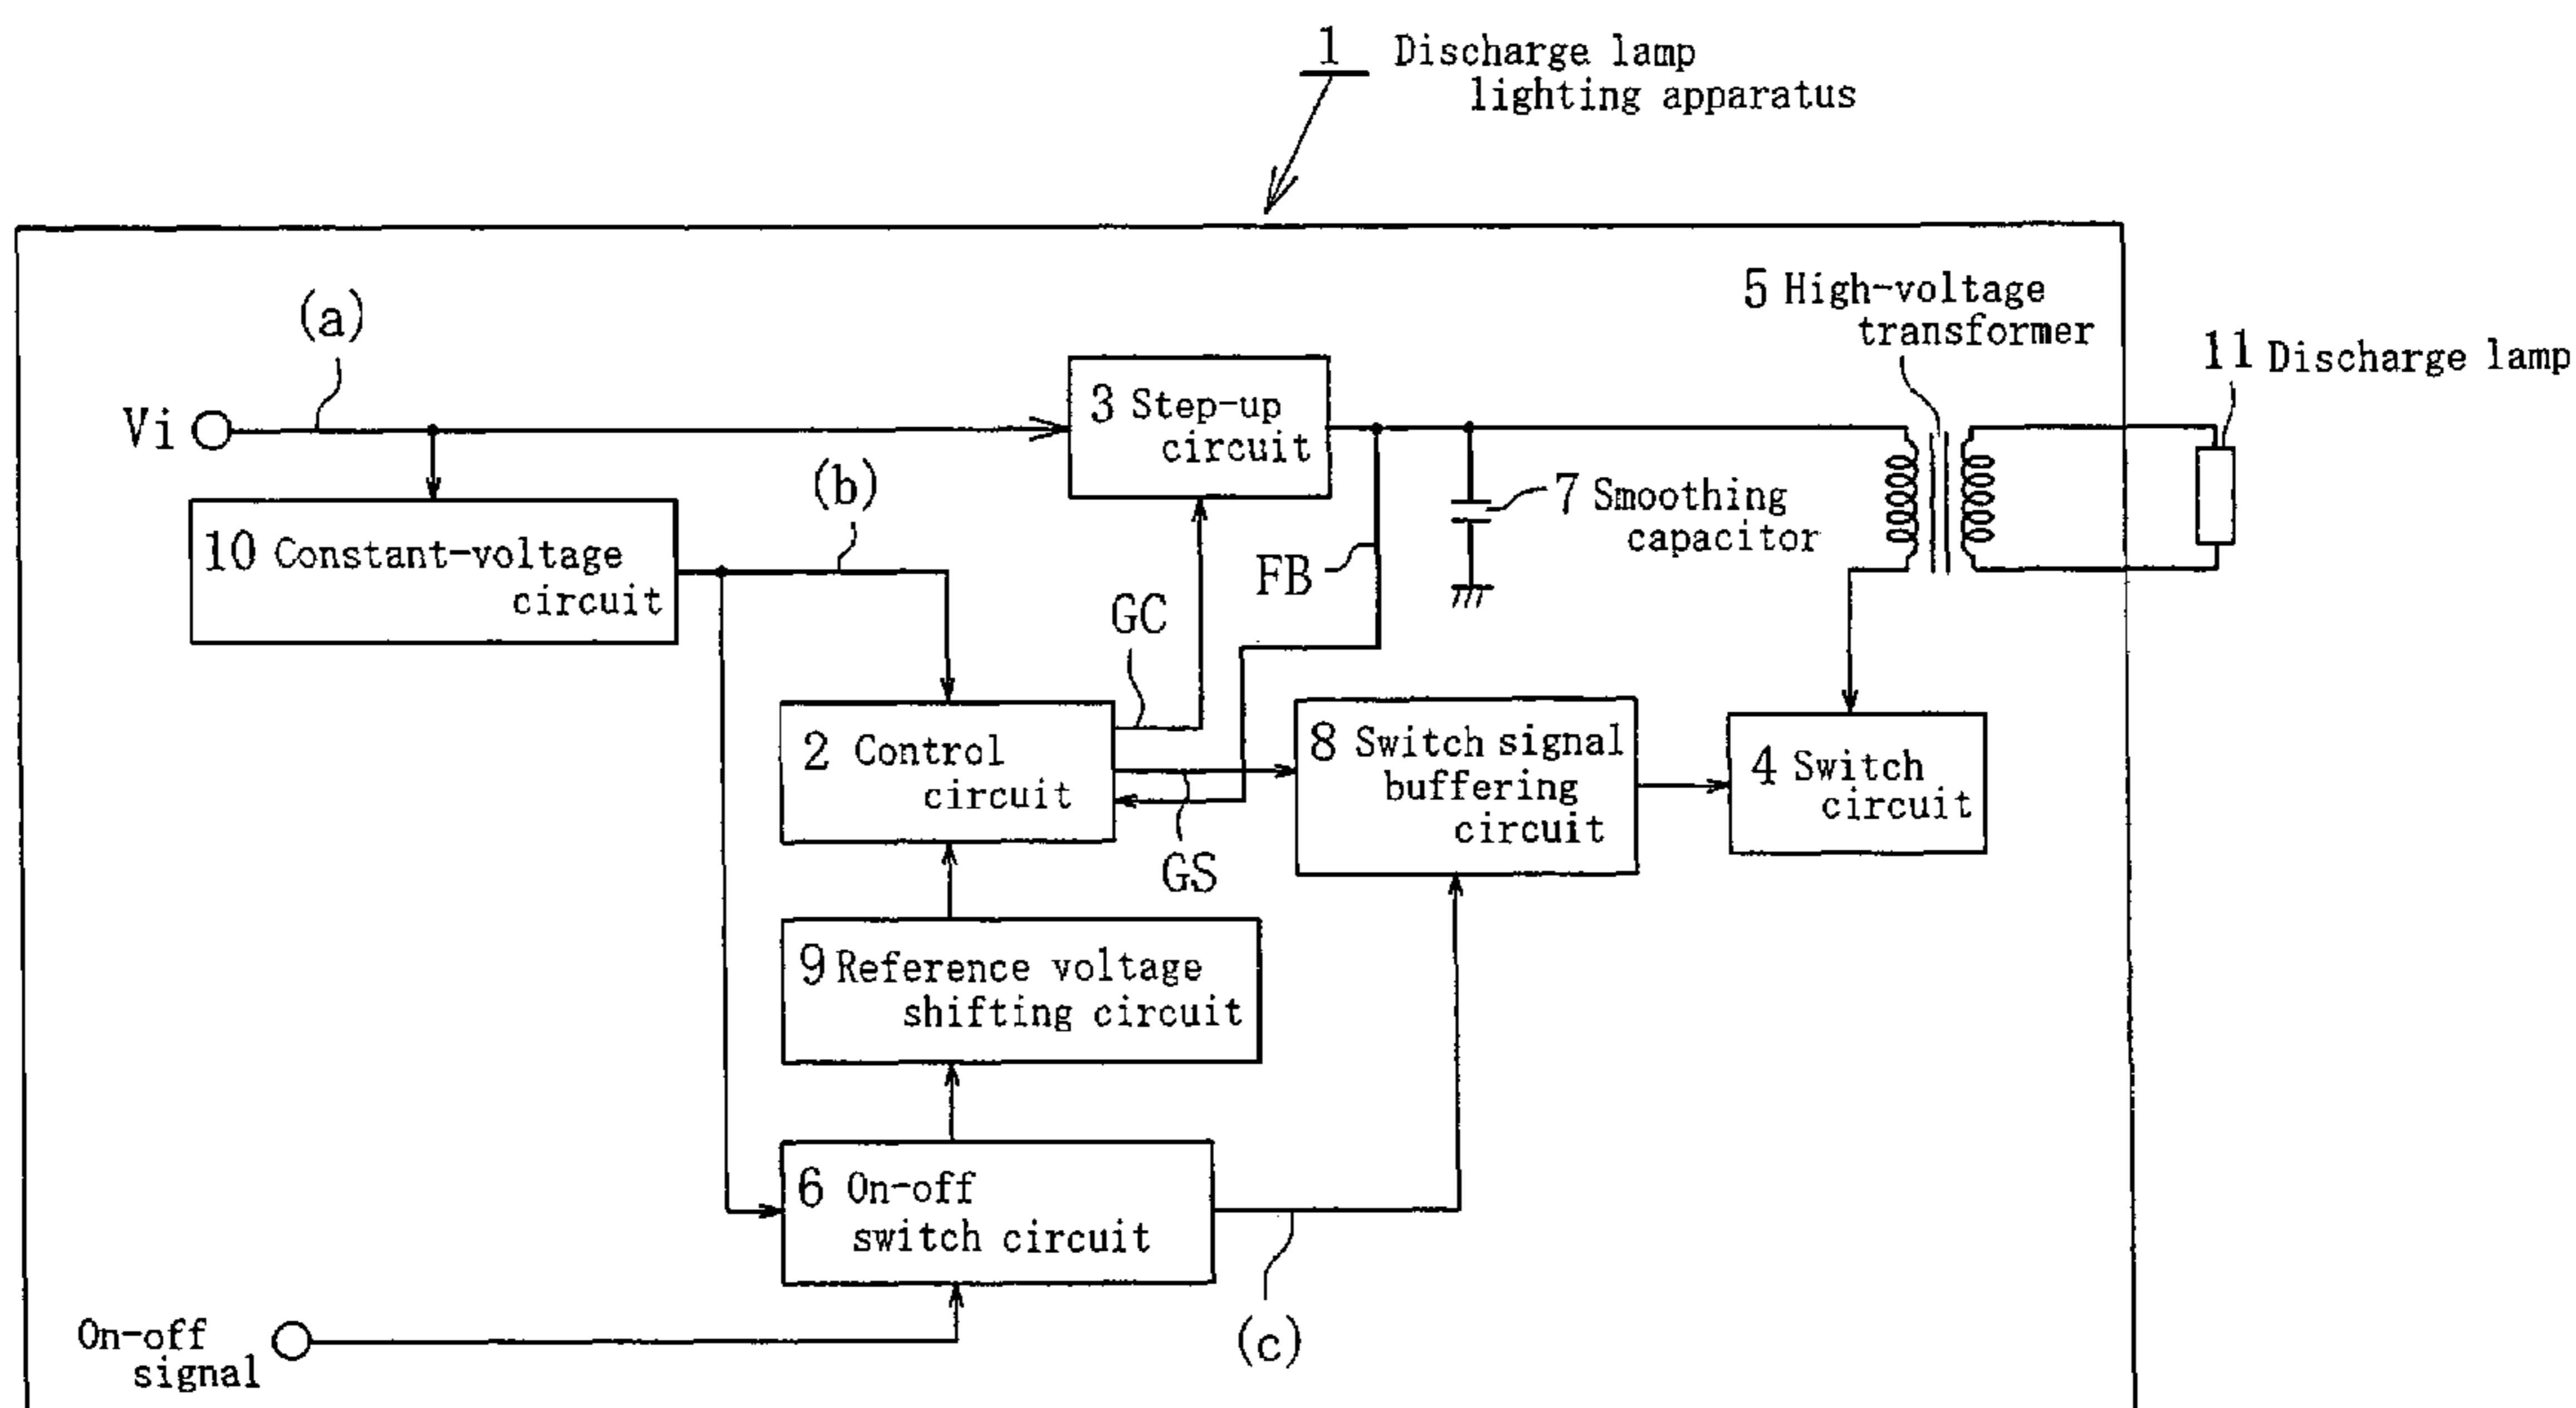 1 Discharge lamp
lighting apparatus
5 High-voltage
transformer
11 Discharge lamp
(a)
Vi
3 Step-up
circuit
(b)
7 Smoothing
capacitor
10 Constant-voltage
circuit
FB
GC
2 Control
circuit
8 Switch signal
buffering
circuit
4 Switch
circuit
GS
9 Reference voltage
shifting circuit
6 On-off
switch circuit
(c)
On-off
signal